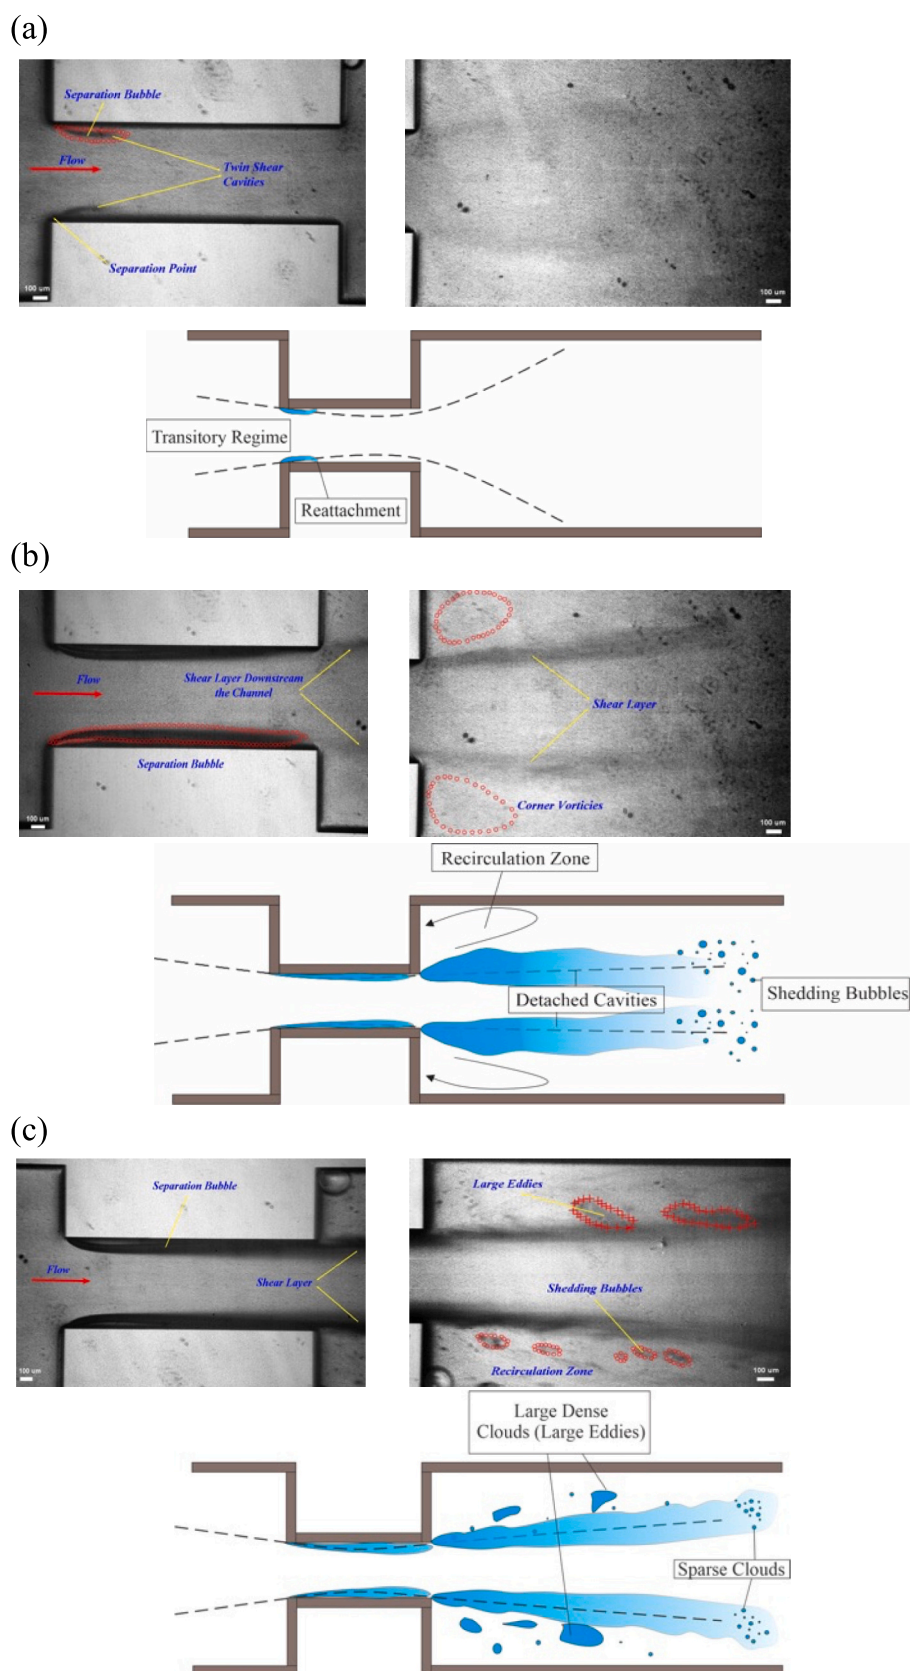 (a)
Separation Bubble
Flow
Twin Shear
Cavities
Separation Point
100 um
100 um
Transitory Regime
Reattachment
(b)
Flow
Shear Layer Downstream
the Channel
Separation Bubble
100 um
Shear Layer
Corner Vorticies
100 um
Recirculation Zone
Detached Cavities
Shedding Bubbles
(c)
Separation Bubble
Flow
Shear Layer
100 um
Large Eddies
Shedding Bubbles
Recirculation Zone
100 um
Large Dense
Clouds (Large Eddies)
Sparse Clouds